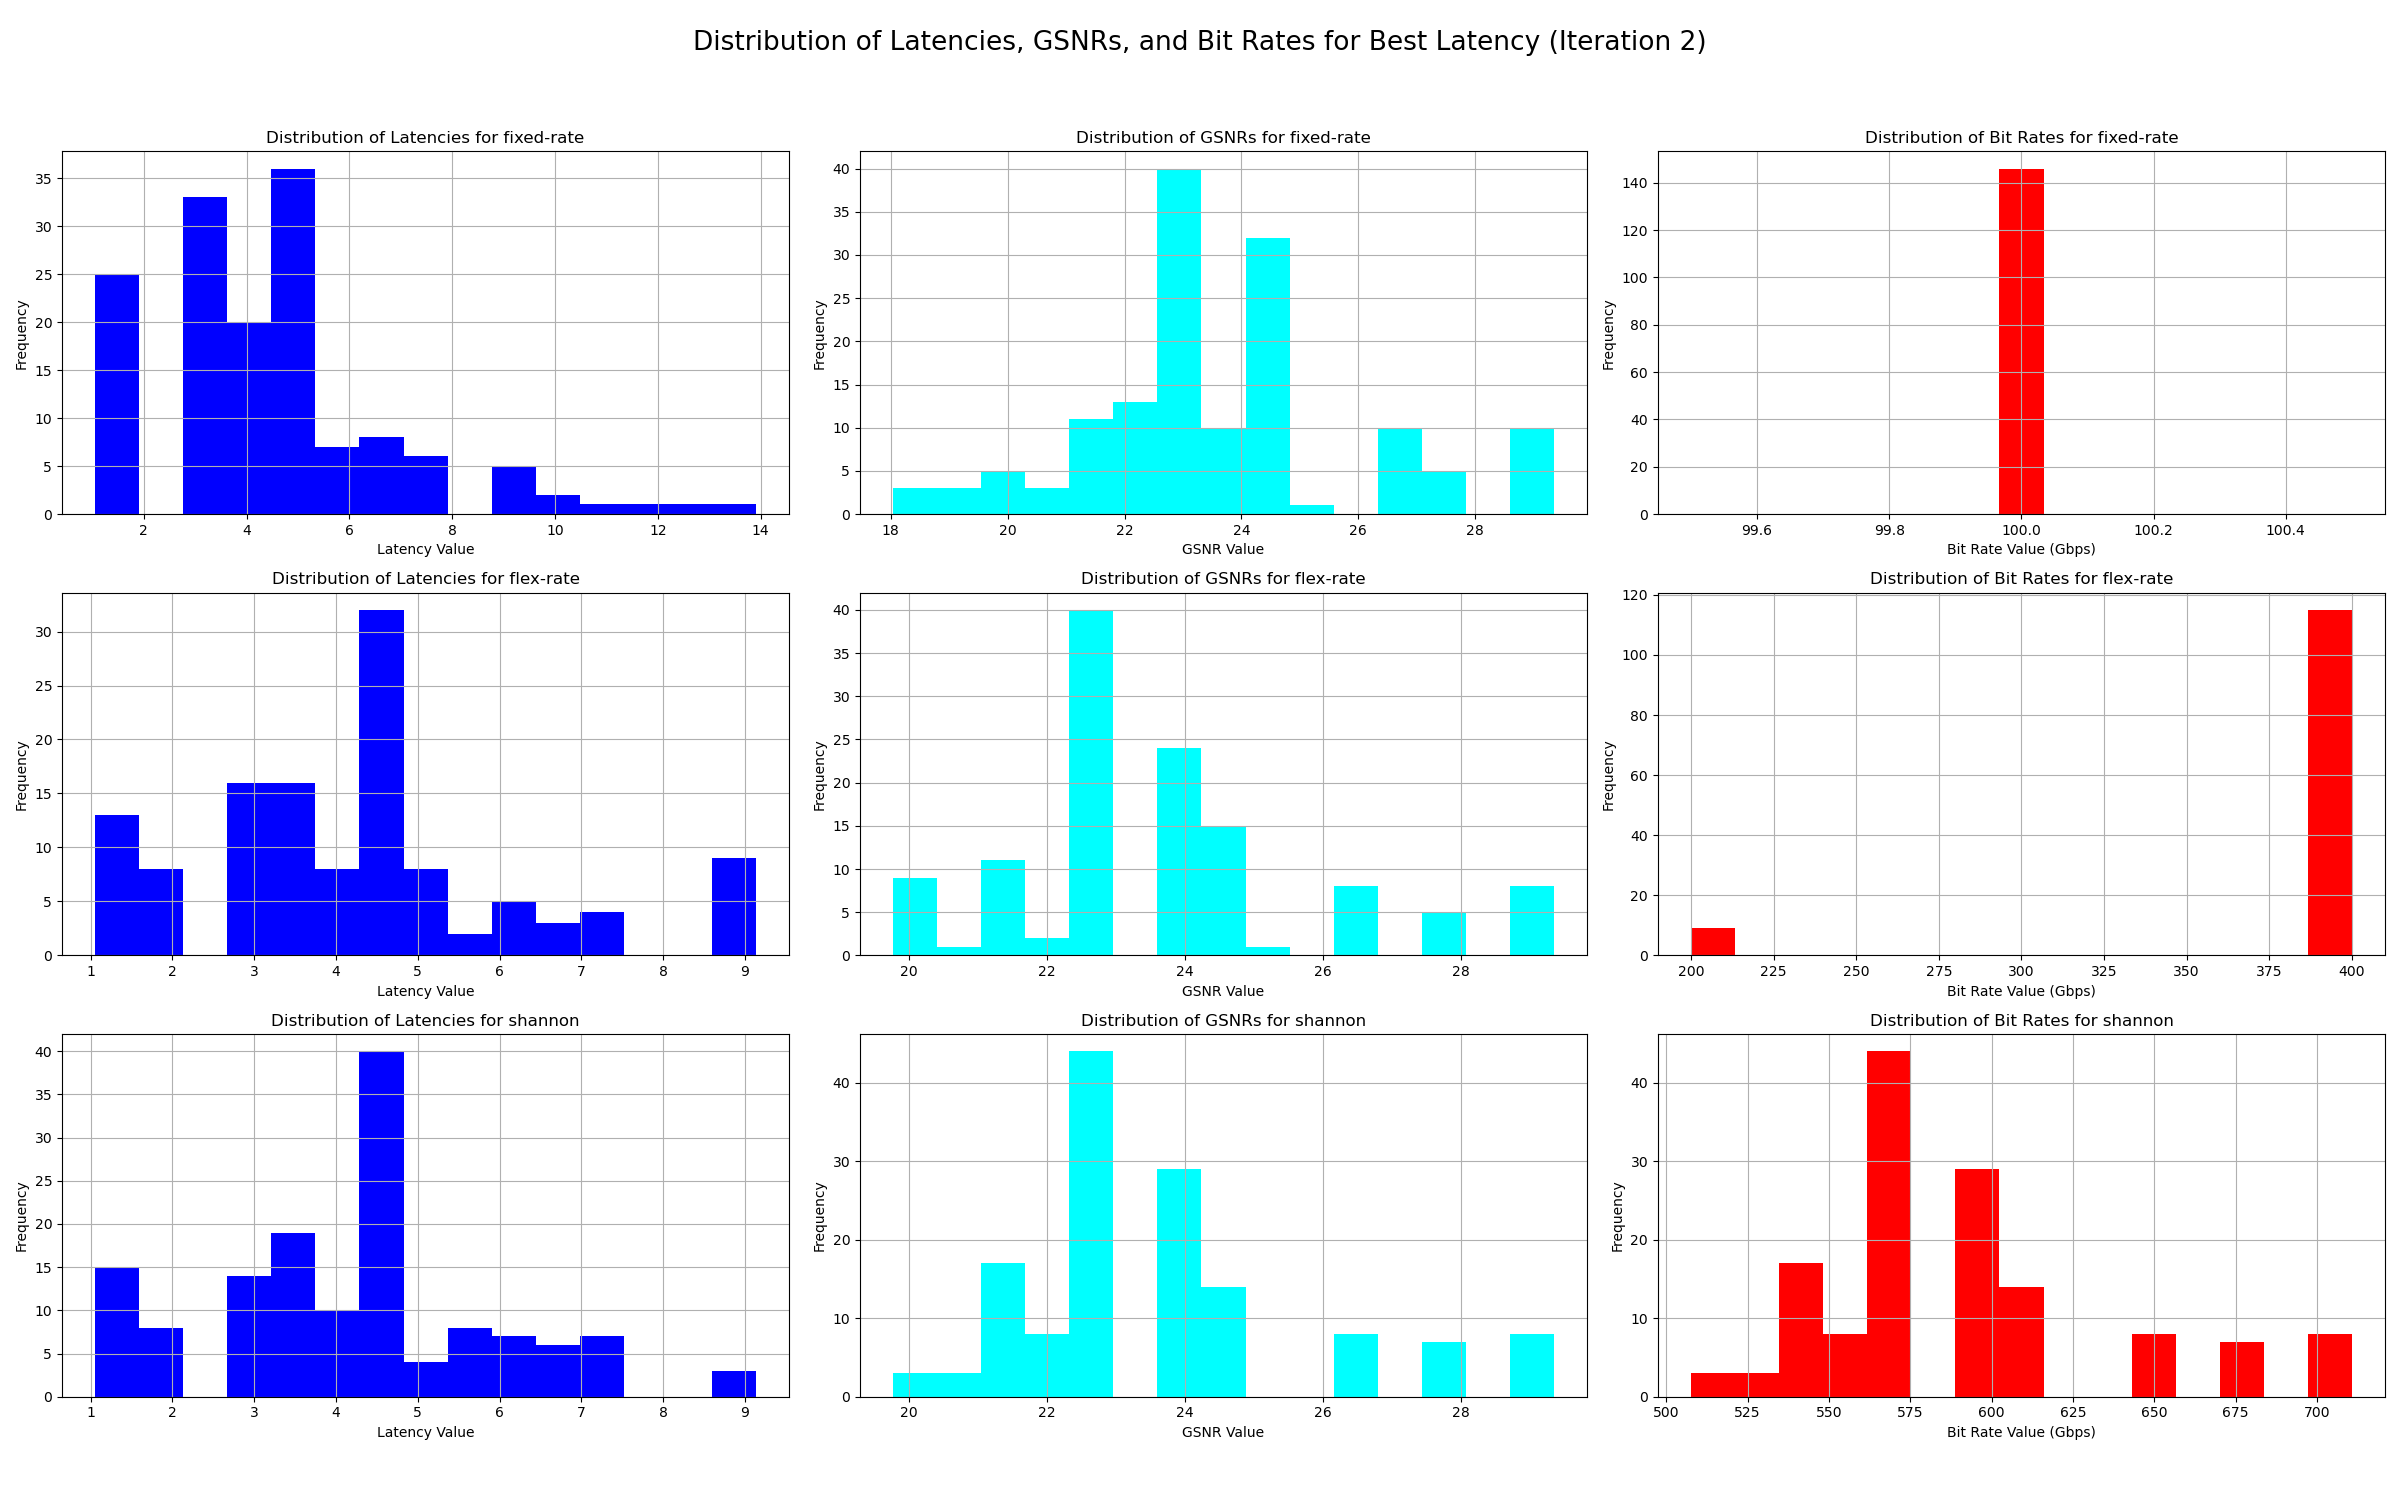 Distribution of Latencies, GSNRs, and Bit Rates for Best Latency (Iteration 2)
Distribution of Latencies for fixed-rate
Frequency
35
30
25
20
15
10
5
0
2 4 6 8 10 12 14
Latency Value
Distribution of GSNRs for fixed-rate
Frequency
40
35
30
25
20
15
10
5
0
18 20 22 24 26 28
GSNR Value
Distribution of Bit Rates for fixed-rate
Frequency
140
120
100
80
60
40
20
0
99.6 99.8 100.0 100.2 100.4
Bit Rate Value (Gbps)
Distribution of Latencies for flex-rate
Frequency
30
25
20
15
10
5
0
1 2 3 4 5 6 7 8 9
Latency Value
Distribution of GSNRs for flex-rate
Frequency
40
35
30
25
20
15
10
5
0
20 22 24 26 28
GSNR Value
Distribution of Bit Rates for flex-rate
Frequency
120
100
80
60
40
20
0
200 225 250 275 300 325 350 375 400
Bit Rate Value (Gbps)
Distribution of Latencies for shannon
Frequency
40
35
30
25
20
15
10
5
0
1 2 3 4 5 6 7 8 9
Latency Value
Distribution of GSNRs for shannon
Frequency
40
30
20
10
0
20 22 24 26 28
GSNR Value
Distribution of Bit Rates for shannon
Frequency
40
30
20
10
0
500 525 550 575 600 625 650 675 700
Bit Rate Value (Gbps)